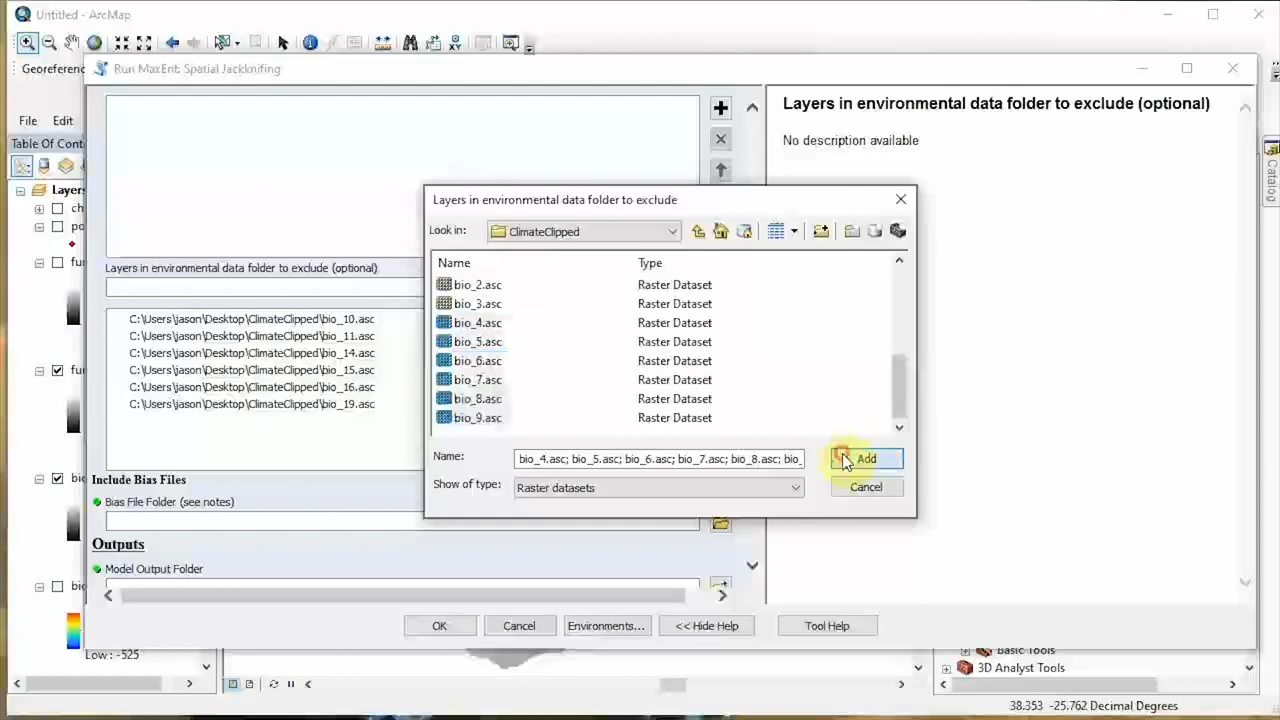 Untitled - ArcMap
Georeferenc
Run MaxEnt: Spatial Jackknifing
File Edit
Table Of Cont
Layers
ch
po
fu
fu
bio
bio
Low : -525
Layers in environmental data folder to exclude (optional)
C:\Users\jason\Desktop\ClimateClipped\bio_10.asc
C:\Users\jason\Desktop\ClimateClipped\bio_11.asc
C:\Users\jason\Desktop\ClimateClipped\bio_14.asc
C:\Users\jason\Desktop\ClimateClipped\bio_15.asc
C:\Users\jason\Desktop\ClimateClipped\bio_16.asc
C:\Users\jason\Desktop\ClimateClipped\bio_19.asc
Include Bias Files
Bias File Folder (see notes)
Outputs
Model Output Folder
OK Cancel Environments... << Hide Help Tool Help
Layers in environmental data folder to exclude (optional)
No description available
Layers in environmental data folder to exclude
Look in: ClimateClipped
Name Type
bio_2.asc Raster Dataset
bio_3.asc Raster Dataset
bio_4.asc Raster Dataset
bio_5.asc Raster Dataset
bio_6.asc Raster Dataset
bio_7.asc Raster Dataset
bio_8.asc Raster Dataset
bio_9.asc Raster Dataset
Name: bio_4.asc; bio_5.asc; bio_6.asc; bio_7.asc; bio_8.asc; bio_ Add
Show of type: Raster datasets Cancel
Catalog
Basic Tools
3D Analyst Tools
38.353 -25.762 Decimal Degrees